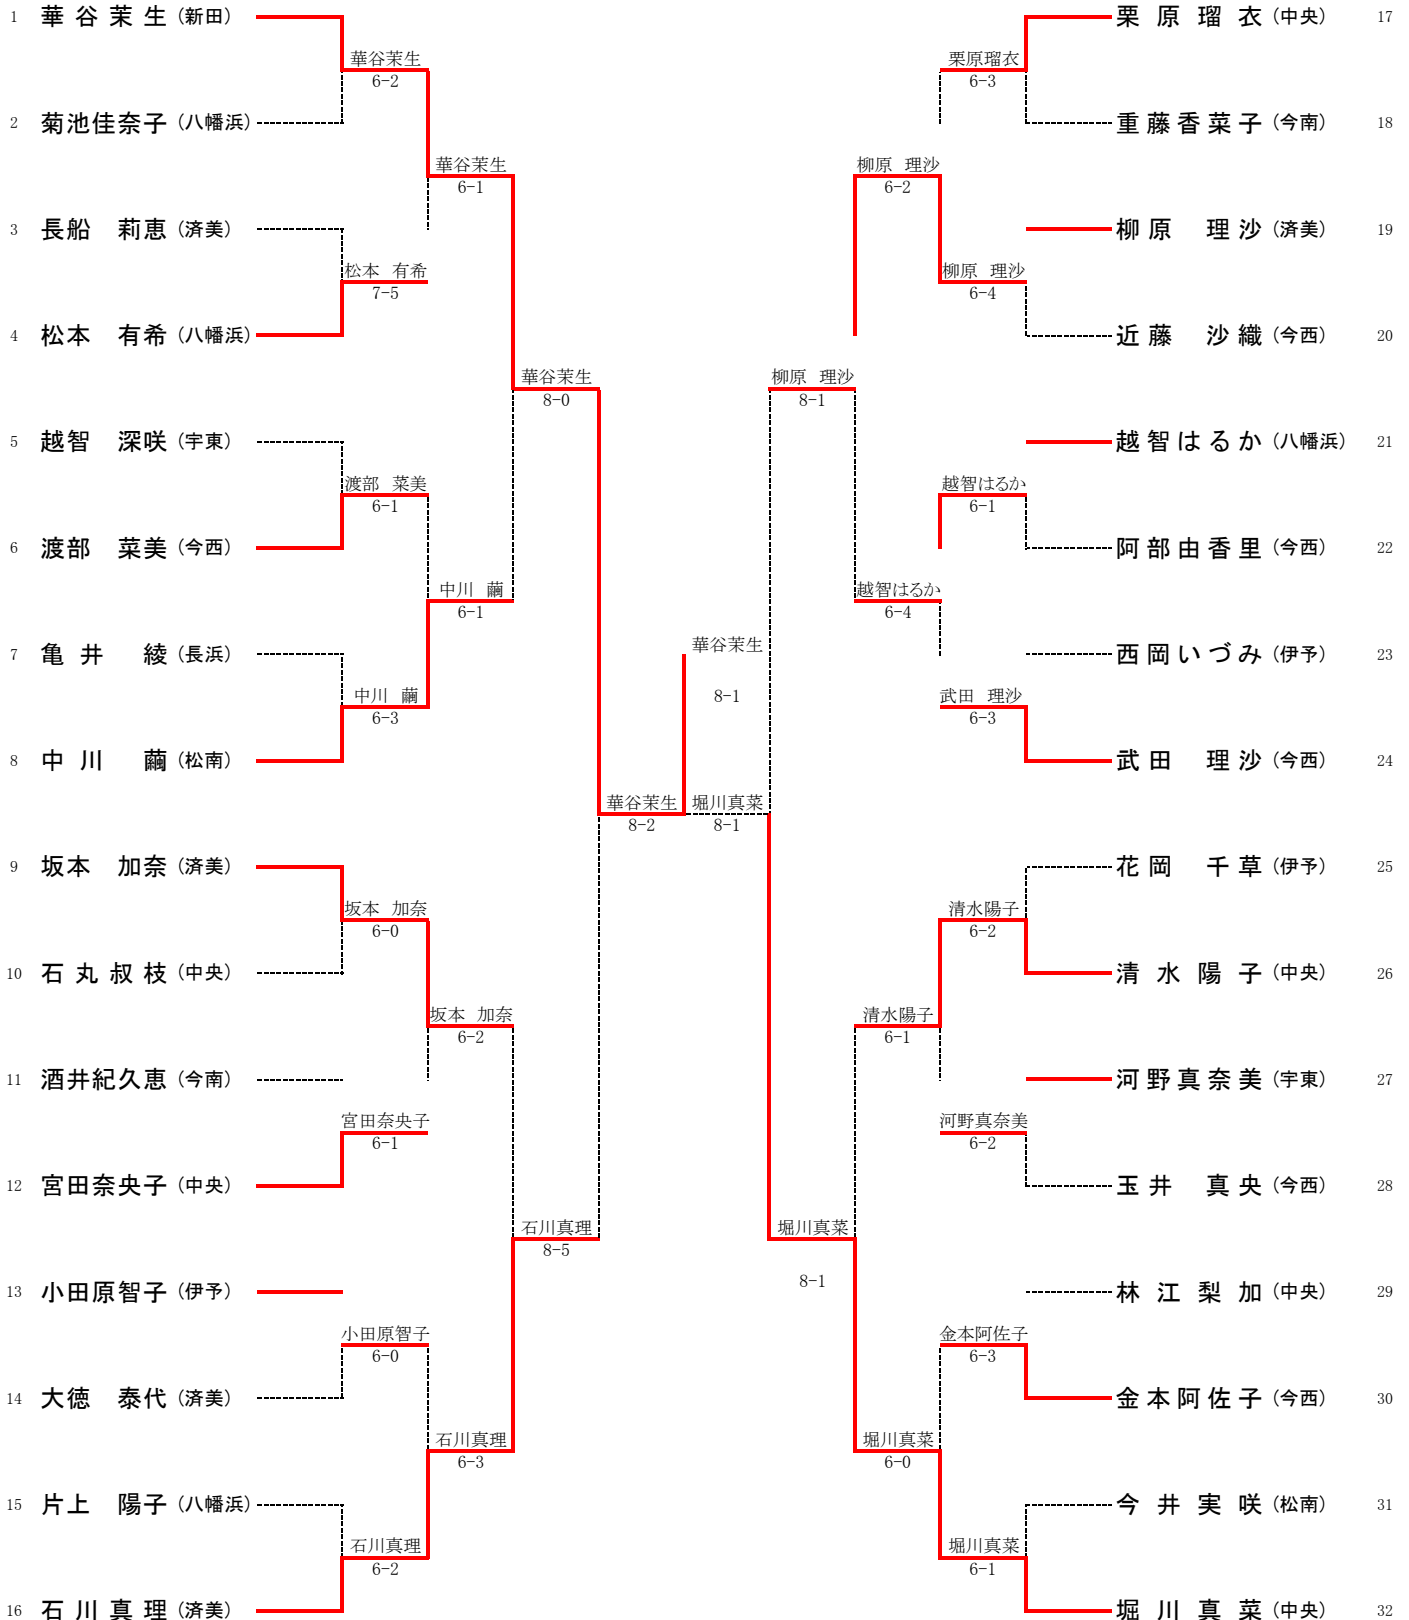 1 華谷茉生 (新田)
華谷茉生
6-2
2 菊池佳奈子 (八幡浜)
華谷茉生
6-1
3 長船 莉恵 (済美)
松本 有希
7-5
4 松本 有希 (八幡浜)
華谷茉生
8-0
5 越智 深咲 (宇東)
渡部 菜美
6-1
6 渡部 菜美 (今西)
中川 繭
6-1
7 亀井 綾 (長浜)
中川 繭
6-3
8 中川 繭 (松南)
華谷茉生
8-2
9 坂本 加奈 (済美)
坂本 加奈
6-0
10 石丸叔枝 (中央)
坂本 加奈
6-2
11 酒井紀久恵 (今南)
宮田奈央子
6-1
12 宮田奈央子 (中央)
石川真理
8-5
13 小田原智子 (伊予)
小田原智子
6-0
14 大徳 泰代 (済美)
石川真理
6-3
15 片上 陽子 (八幡浜)
石川真理
6-2
16 石川真理 (済美)
華谷茉生
8-1
栗原瑠衣 (中央) 17
栗原瑠衣
6-3
重藤香菜子 (今南) 18
柳原 理沙
6-2
柳原 理沙 (済美) 19
柳原 理沙
6-4
近藤 沙織 (今西) 20
柳原 理沙
8-1
越智はるか (八幡浜) 21
越智はるか
6-1
阿部由香里 (今西) 22
越智はるか
6-4
西岡いづみ (伊予) 23
武田 理沙
6-3
武田 理沙 (今西) 24
堀川真菜
8-1
花岡 千草 (伊予) 25
清水陽子
6-2
清水陽子 (中央) 26
清水陽子
6-1
河野真奈美 (宇東) 27
河野真奈美
6-2
玉井 真央 (今西) 28
堀川真菜
8-1
林江梨加 (中央) 29
金本阿佐子
6-3
金本阿佐子 (今西) 30
堀川真菜
6-0
今井実咲 (松南) 31
堀川真菜
6-1
堀川真菜 (中央) 32